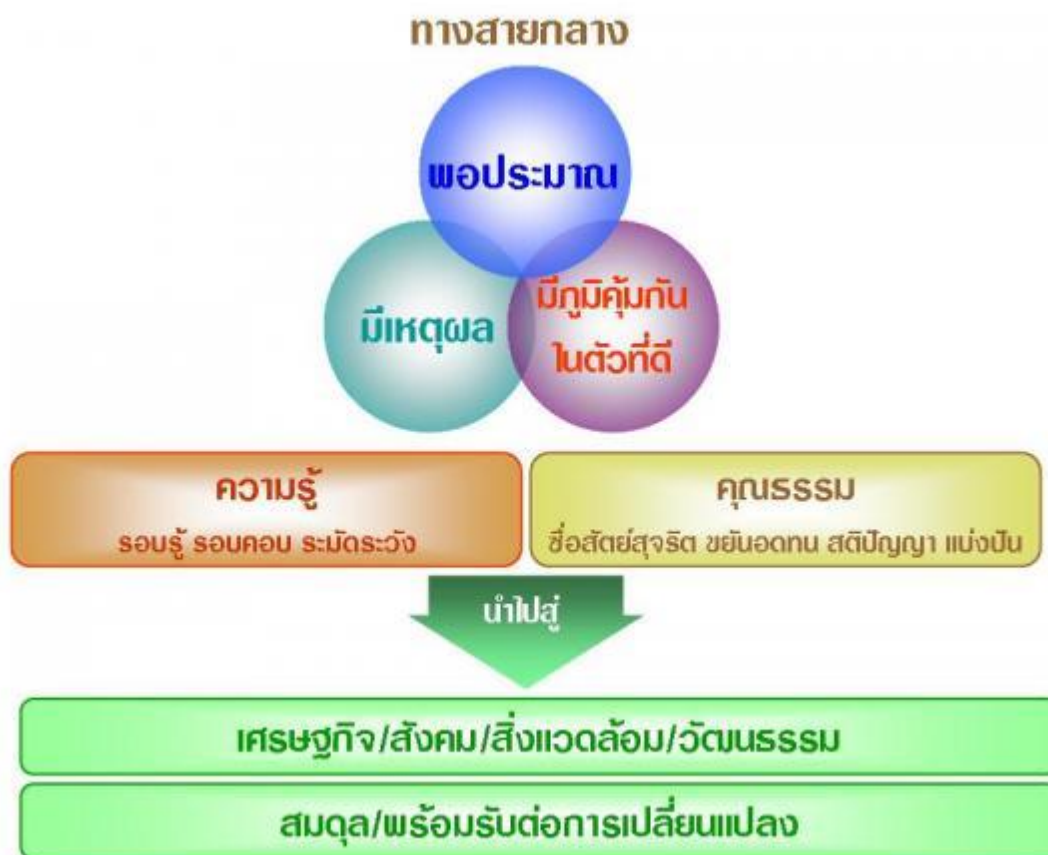 ทางสายกลาง
พอประมาณ
มีเหตุผล
มีภูมิคุ้มกัน
ในตัวที่ดี
ความรู้
รอบรู้ รอบคอบ ระมัดระวัง
คุณธรรม
ซื่อสัตย์สุจริต ขยันอดทน สติปัญญา แบ่งปัน
นำไปสู่
เศรษฐกิจ/สังคม/สิ่งแวดล้อม/วัฒนธรรม
สมดุล/พร้อมรับต่อการเปลี่ยนแปลง